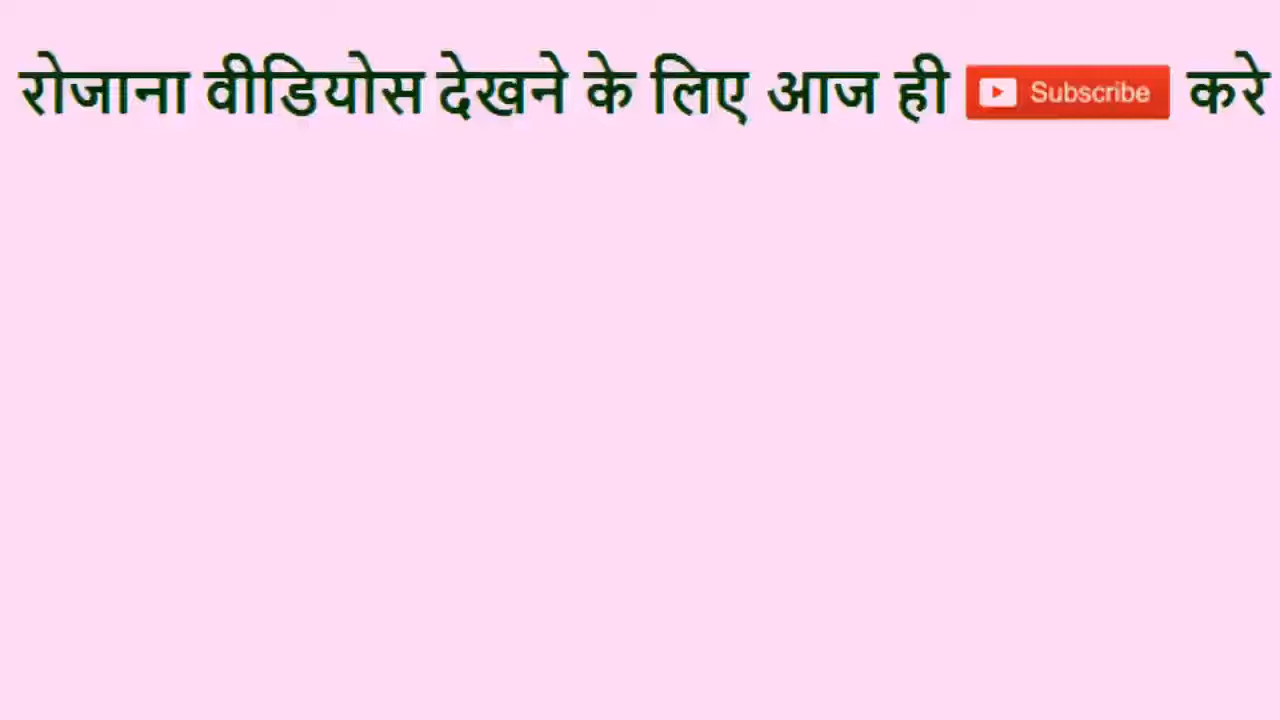 रोजाना वीडियोस देखने के लिए आज ही Subscribe करे